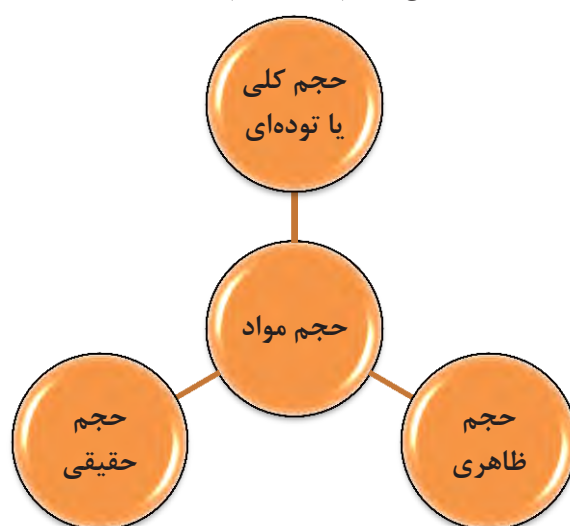 حجم کلی
یا توده‌ای
حجم مواد
حجم
ظاهری
حجم
حقیقی